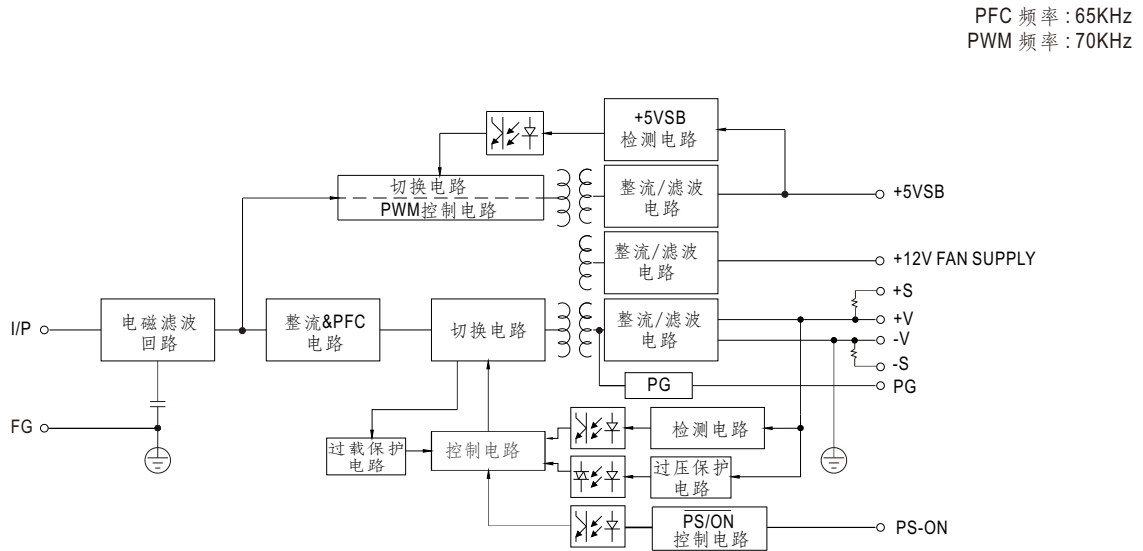 PFC 频率 : 65KHz
PWM 频率 : 70KHz
+5VSB
检测电路
切换电路
PWM控制电路
整流/滤波
电路
+5VSB
整流/滤波
电路
+12V FAN SUPPLY
+S
I/P
电磁滤波
回路
整流&PFC
电路
切换电路
整流/滤波
电路
+V
-V
-S
PG
PG
FG
过载保护
电路
控制电路
检测电路
过压保护
电路
PS/ON
控制电路
PS-ON